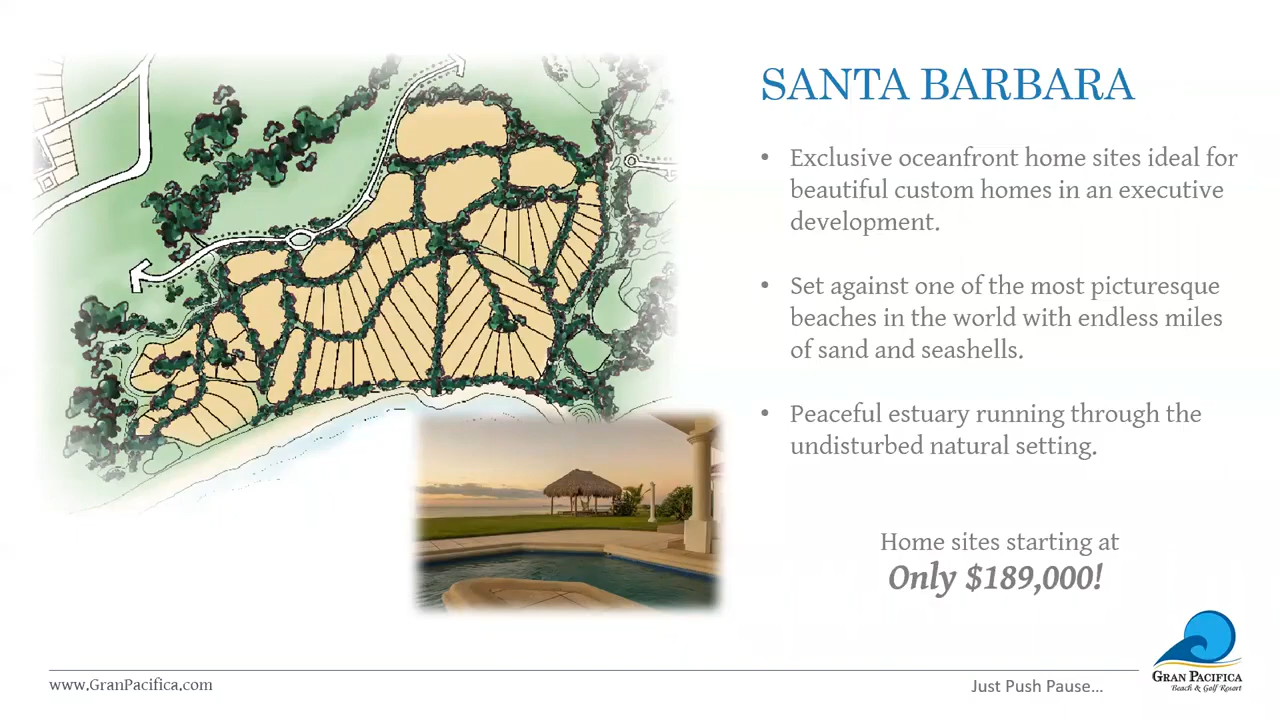 SANTA BARBARA
• Exclusive oceanfront home sites ideal for
beautiful custom homes in an executive
development.
• Set against one of the most picturesque
beaches in the world with endless miles
of sand and seashells.
• Peaceful estuary running through the
undisturbed natural setting.
Home sites starting at
Only $189,000!
www.GranPacifica.com
Just Push Pause...
GRAN PACIFICA
Beach & Golf Resort